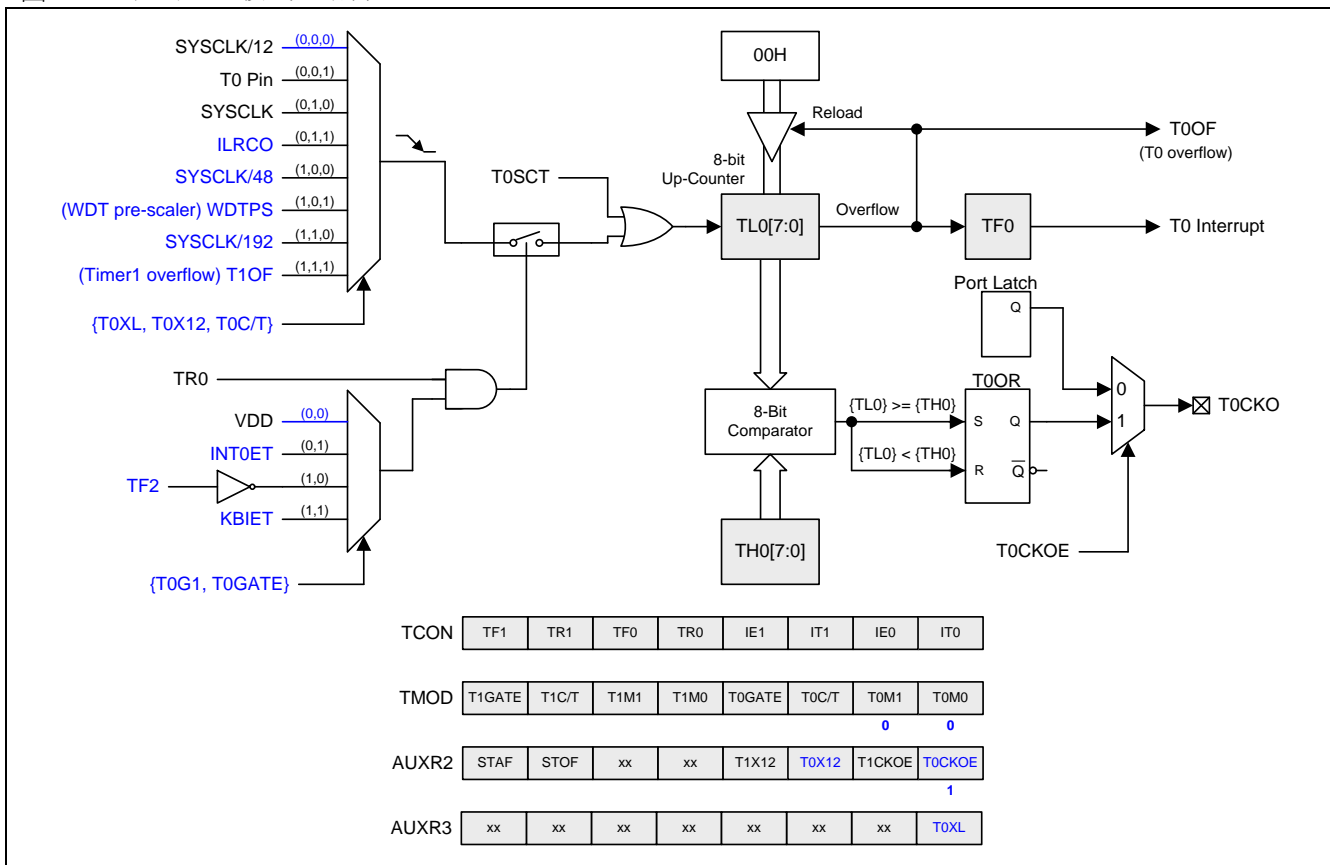 SYSCLK/12 (0,0,0)
T0 Pin (0,0,1)
SYSCLK (0,1,0)
ILRCO (0,1,1)
SYSCLK/48 (1,0,0)
(WDT pre-scaler) WDTPS (1,0,1)
SYSCLK/192 (1,1,0)
(Timer1 overflow) T1OF (1,1,1)
{T0XL, T0X12, T0C/T}
TR0
VDD (0,0)
INT0ET (0,1)
TF2 (1,0)
KBIET (1,1)
{T0G1, T0GATE}
T0SCT
00H
Reload
8-bit
Up-Counter
TL0[7:0]
Overflow
T0OF
(T0 overflow)
TF0
T0 Interrupt
Port Latch
Q
8-Bit
Comparator
{TL0} >= {TH0}
{TL0} < {TH0}
T0OR
S Q
R Q
0
1
T0CKO
TH0[7:0]
T0CKOE
TCON TF1 TR1 TF0 TR0 IE1 IT1 IE0 IT0
TMOD T1GATE T1C/T T1M1 T1M0 T0GATE T0C/T T0M1 T0M0
0 0
AUXR2 STAF STOF xx xx T1X12 T0X12 T1CKOE T0CKOE
1
AUXR3 xx xx xx xx xx xx xx T0XL